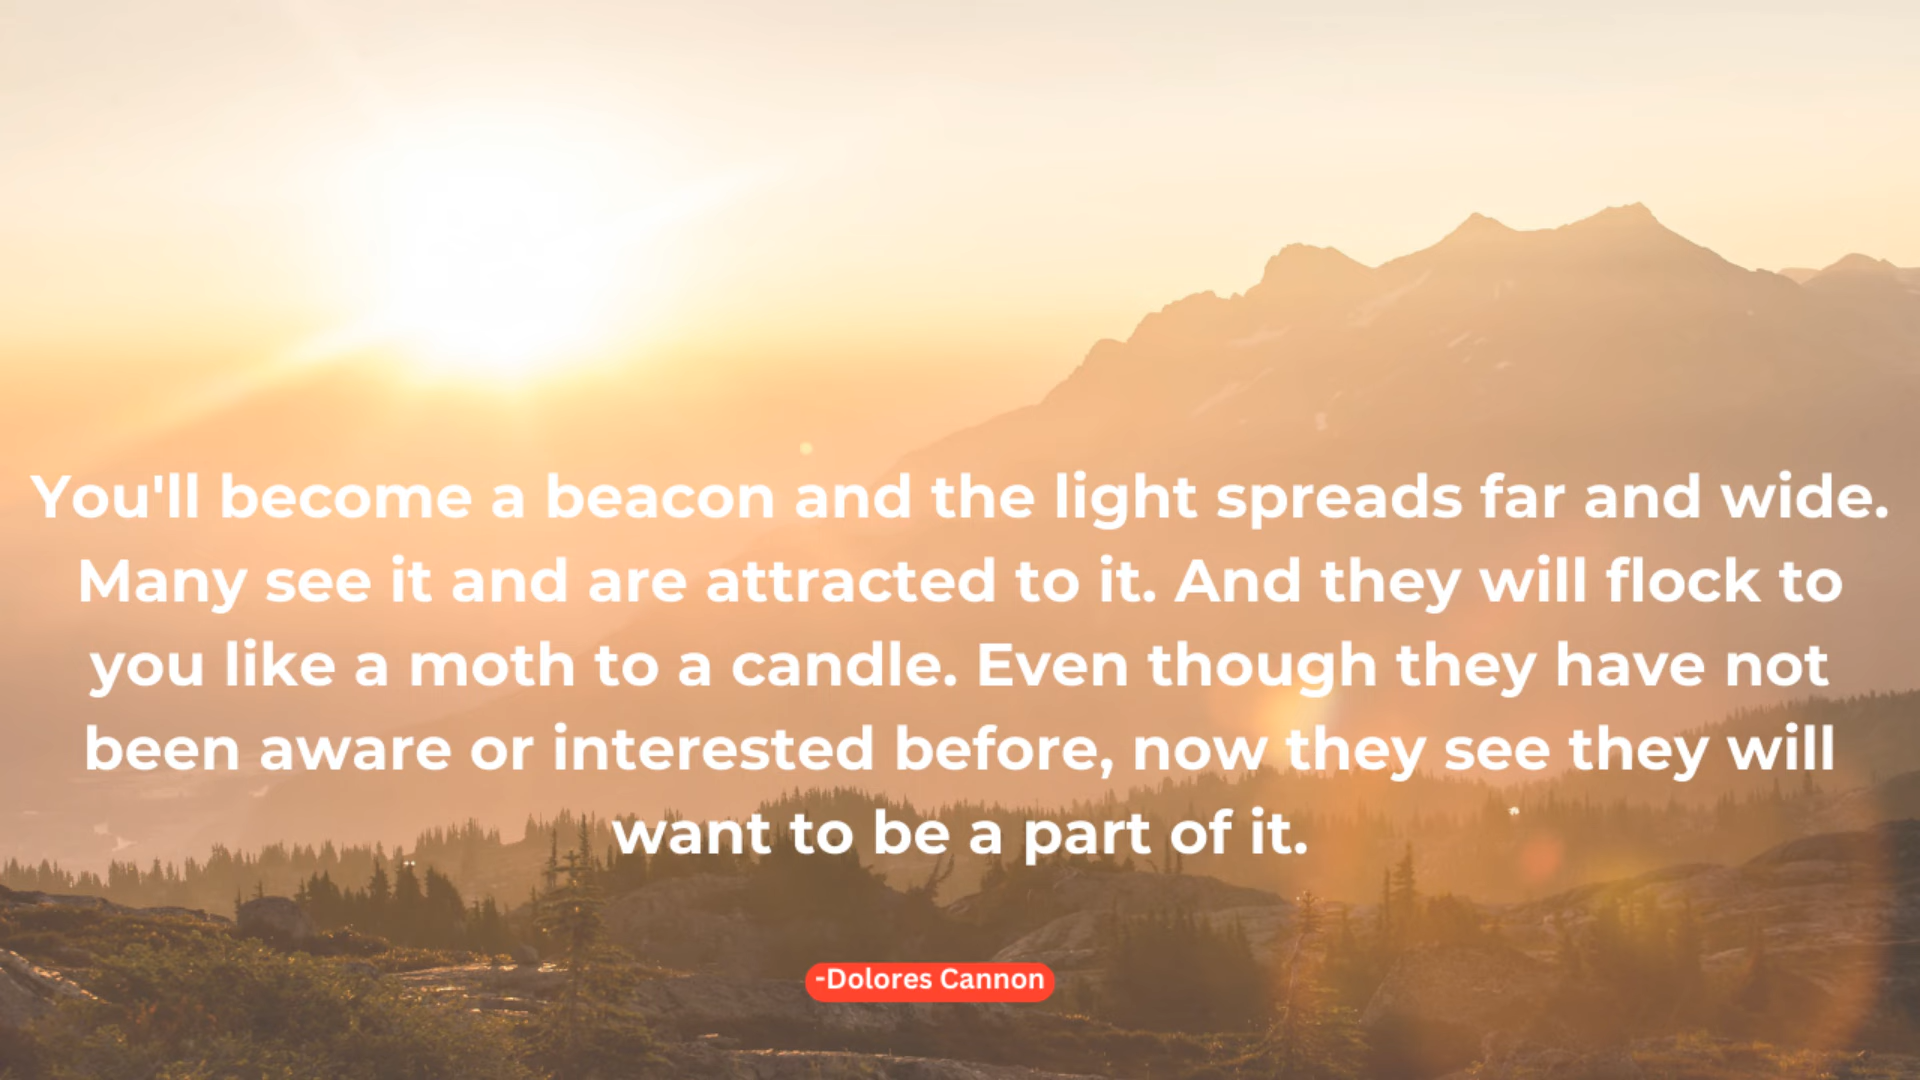 You'll become a beacon and the light spreads far and wide.
Many see it and are attracted to it. And they will flock to
you like a moth to a candle. Even though they have not
been aware or interested before, now they see they will
want to be a part of it.
-Dolores Cannon